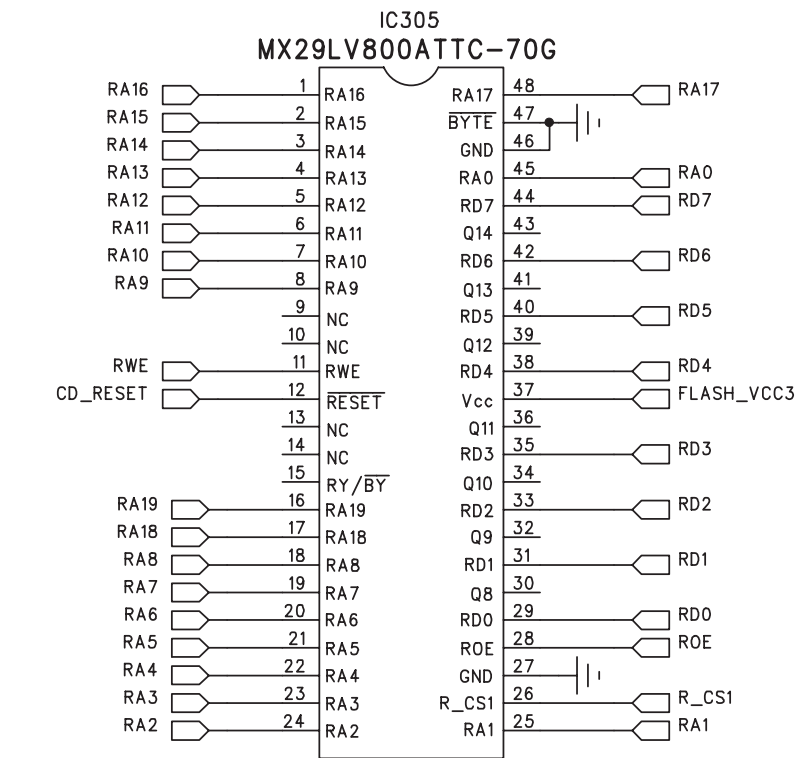 IC305
MX29LV800ATTC-70G
RA16 1 RA16 RA17 48 RA17
RA15 2 RA15 BYTE 47
RA14 3 RA14 GND 46
RA13 4 RA13 RA0 45 RA0
RA12 5 RA12 RD7 44 RD7
RA11 6 RA11 Q14 43
RA10 7 RA10 RD6 42 RD6
RA9 8 RA9 Q13 41
9 NC RD5 40 RD5
10 NC Q12 39
RWE 11 RWE RD4 38 RD4
CD_RESET 12 RESET Vcc 37 FLASH_VCC3
13 NC Q11 36
14 NC RD3 35 RD3
15 RY/BY Q10 34
RA19 16 RA19 RD2 33 RD2
RA18 17 RA18 Q9 32
RA8 18 RA8 RD1 31 RD1
RA7 19 RA7 Q8 30
RA6 20 RA6 RD0 29 RD0
RA5 21 RA5 ROE 28 ROE
RA4 22 RA4 GND 27
RA3 23 RA3 R_CS1 26 R_CS1
RA2 24 RA2 RA1 25 RA1